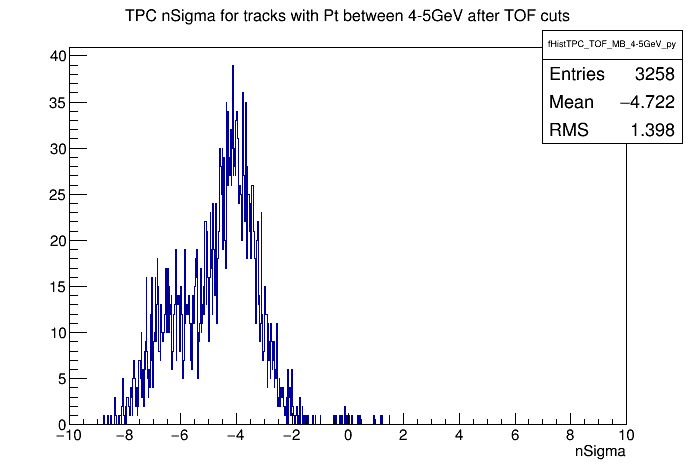 TPC nSigma for tracks with Pt between 4-5GeV after TOF cuts
fHistTPC_TOF_MB_4-5GeV_py
Entries 3258
Mean −4.722
RMS 1.398
40
35
30
25
20
15
10
5
0
−10 −8 −6 −4 −2 0 2 4 6 8 10
nSigma